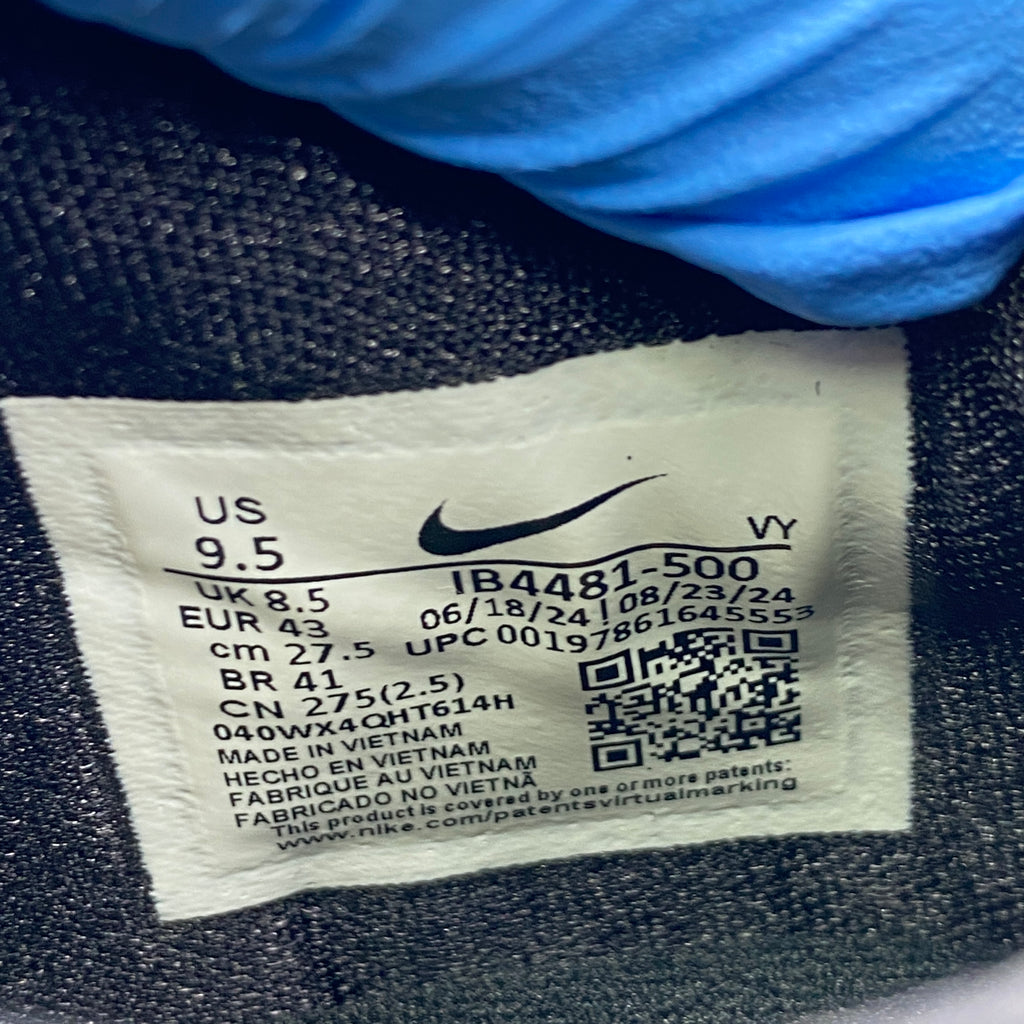 US
9.5
VY
UK 8.5
IB4481-500
EUR 43
06/18/24 | 08/23/24
cm 27.5
UPC 00197861645553
BR 41
CN 275(2.5)
040WX4QHT614H
MADE IN VIETNAM
HECHO EN VIETNAM
FABRIQUE AU VIETNAM
FABRICADO NO VIETNÃ
This product is covered by one or more patents:
www.nike.com/patentsvirtualmarking